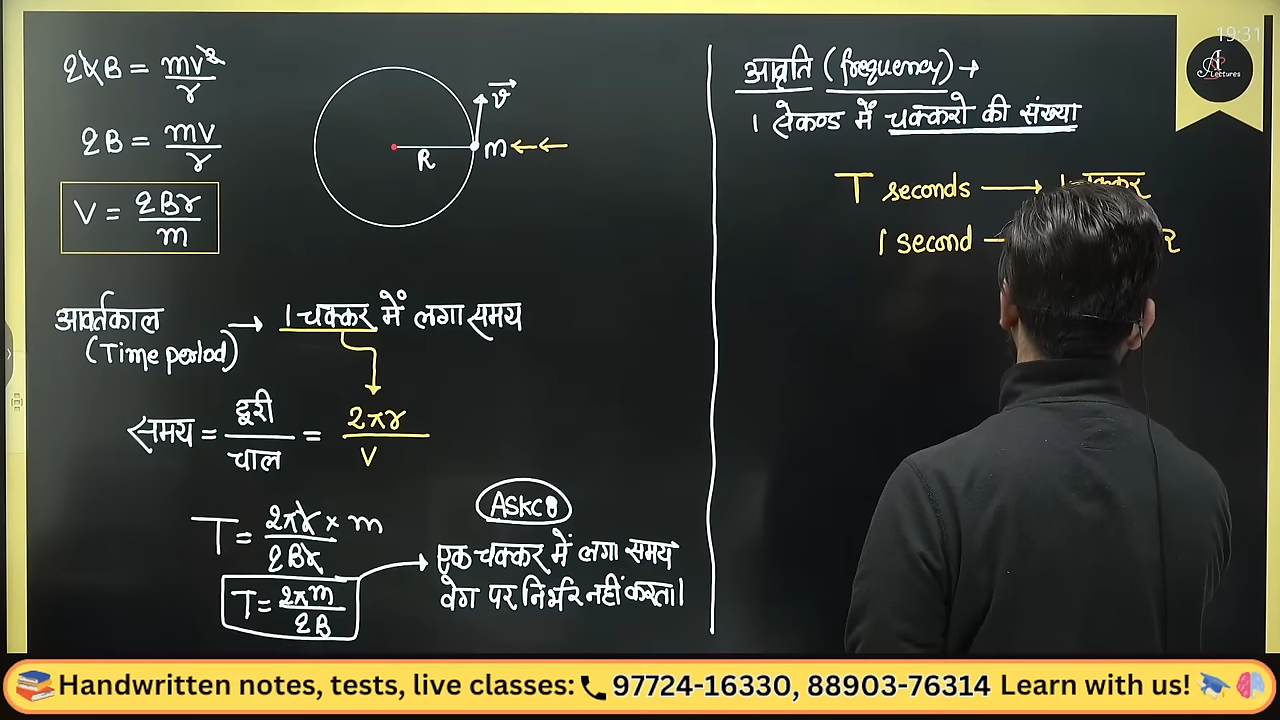 qVB = mv²/r
qB = mv/r
V = qBr/m
v
R
m
आवर्तकाल → 1 चक्कर में लगा समय
(Time period)
समय = दूरी/चाल = 2πr/V
T = 2πr × m/qBr
T = 2πm/qB
एक चक्कर में लगा समय
वेग पर निर्भर नहीं करता।
आवृति (frequency) →
1 सेकण्ड में चक्करो की संख्या
T seconds → 1 चक्कर
1 second
19:31
Lectures
Handwritten notes, tests, live classes: 97724-16330, 88903-76314 Learn with us!